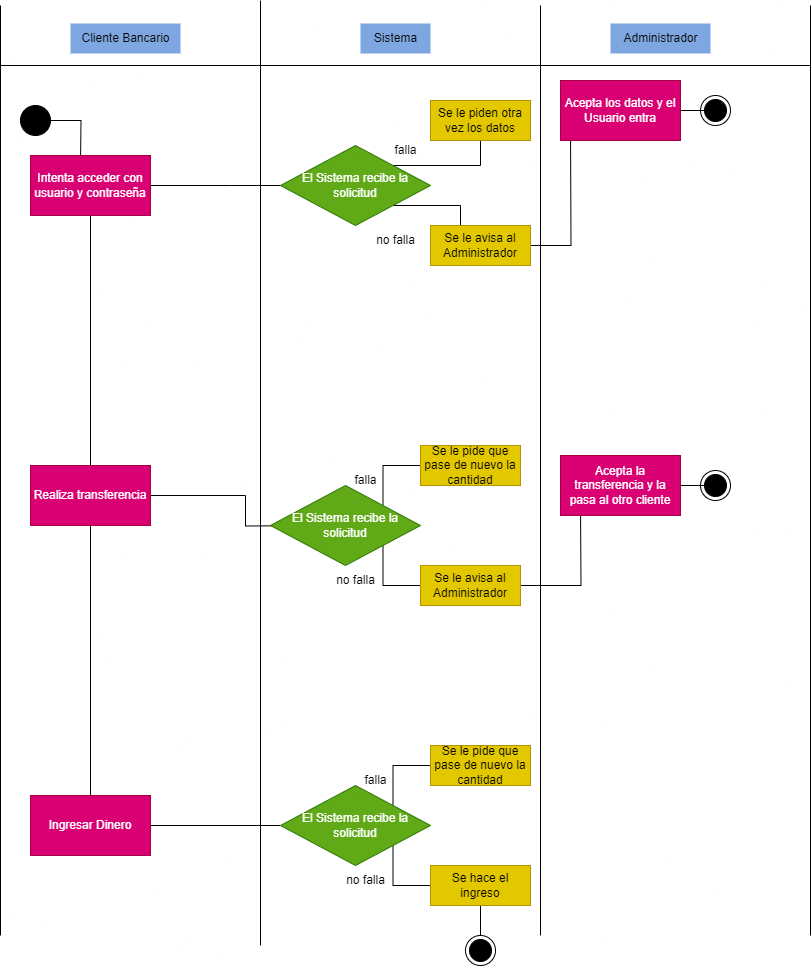 Cliente Bancario
Sistema
Administrador
Se le piden otra
vez los datos
Acepta los datos y el
Usuario entra
falla
Intenta acceder con
usuario y contraseña
El Sistema recibe la
solicitud
no falla
Se le avisa al
Administrador
Se le pide que
pase de nuevo la
cantidad
falla
Acepta la
transferencia y la
pasa al otro cliente
Realiza transferencia
El Sistema recibe la
solicitud
no falla
Se le avisa al
Administrador
Se le pide que
pase de nuevo la
cantidad
falla
Ingresar Dinero
El Sistema recibe la
solicitud
no falla
Se hace el
ingreso